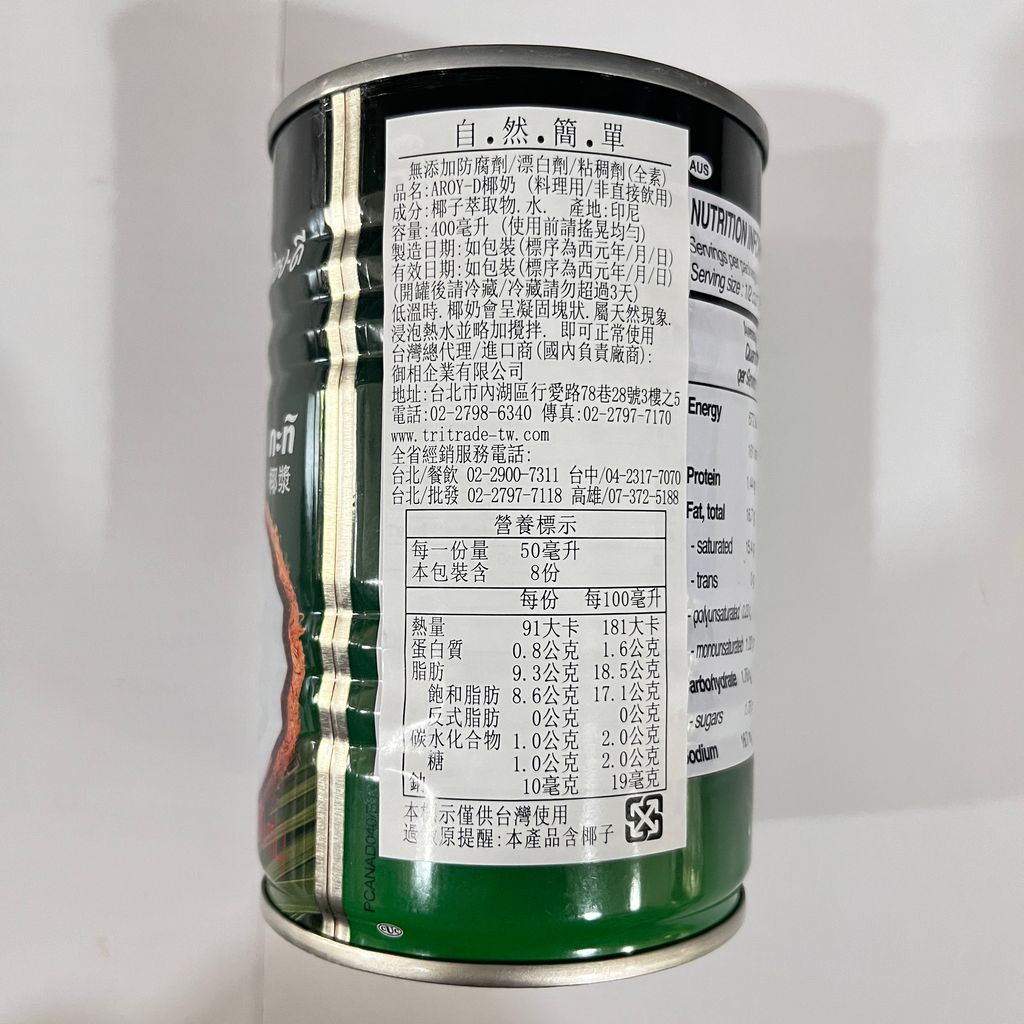 自.然.簡.單
無添加防腐劑/漂白劑/粘稠劑(全素)
品名:AROY-D椰奶 (料理用/非直接飲用)
成分:椰子萃取物.水. 產地:印尼
容量:400毫升 (使用前請搖晃均勻)
製造日期:如包裝(標序為西元年/月/日)
有效日期:如包裝(標序為西元年/月/日)
(開罐後請冷藏/冷藏請勿超過3天)
低溫時.椰奶會呈凝固塊狀.屬天然現象.
浸泡熱水並略加攪拌. 即可正常使用
台灣總代理/進口商(國內負責廠商):
御相企業有限公司
地址:台北市內湖區行愛路78巷28號3樓之5
電話:02-2798-6340 傳真:02-2797-7170
www.tritrade-tw.com
全省經銷服務電話:
台北/餐飲 02-2900-7311 台中/04-2317-7070
台北/批發 02-2797-7118 高雄/07-372-5188
營養標示
每一份量 50毫升
本包裝含 8份
每份 每100毫升
熱量 91大卡 181大卡
蛋白質 0.8公克 1.6公克
脂肪 9.3公克 18.5公克
飽和脂肪 8.6公克 17.1公克
反式脂肪 0公克 0公克
碳水化合物 1.0公克 2.0公克
糖 1.0公克 2.0公克
鈉 10毫克 19毫克
本標示僅供台灣使用
過敏原提醒:本產品含椰子
AUS
NUTRITION
Servings per
Serving size : 1/2
Energy
Protein
Fat, total
- saturated
- trans
- polyunsaturated
- monounsaturated
arbohydrate
- sugars
odium
กะทิ
椰漿
CUC